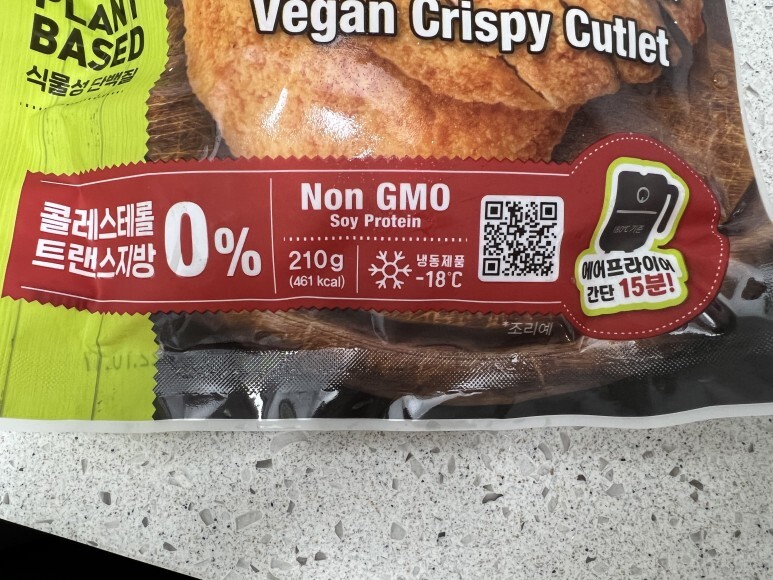 PLANT
BASED
식물성 단백질
Vegan Crispy Cutlet
콜레스테롤
트랜스지방
0%
Non GMO
Soy Protein
210g
(461 kcal)
냉동제품
-18℃
에어프라이어
간단 15분!
*조리예